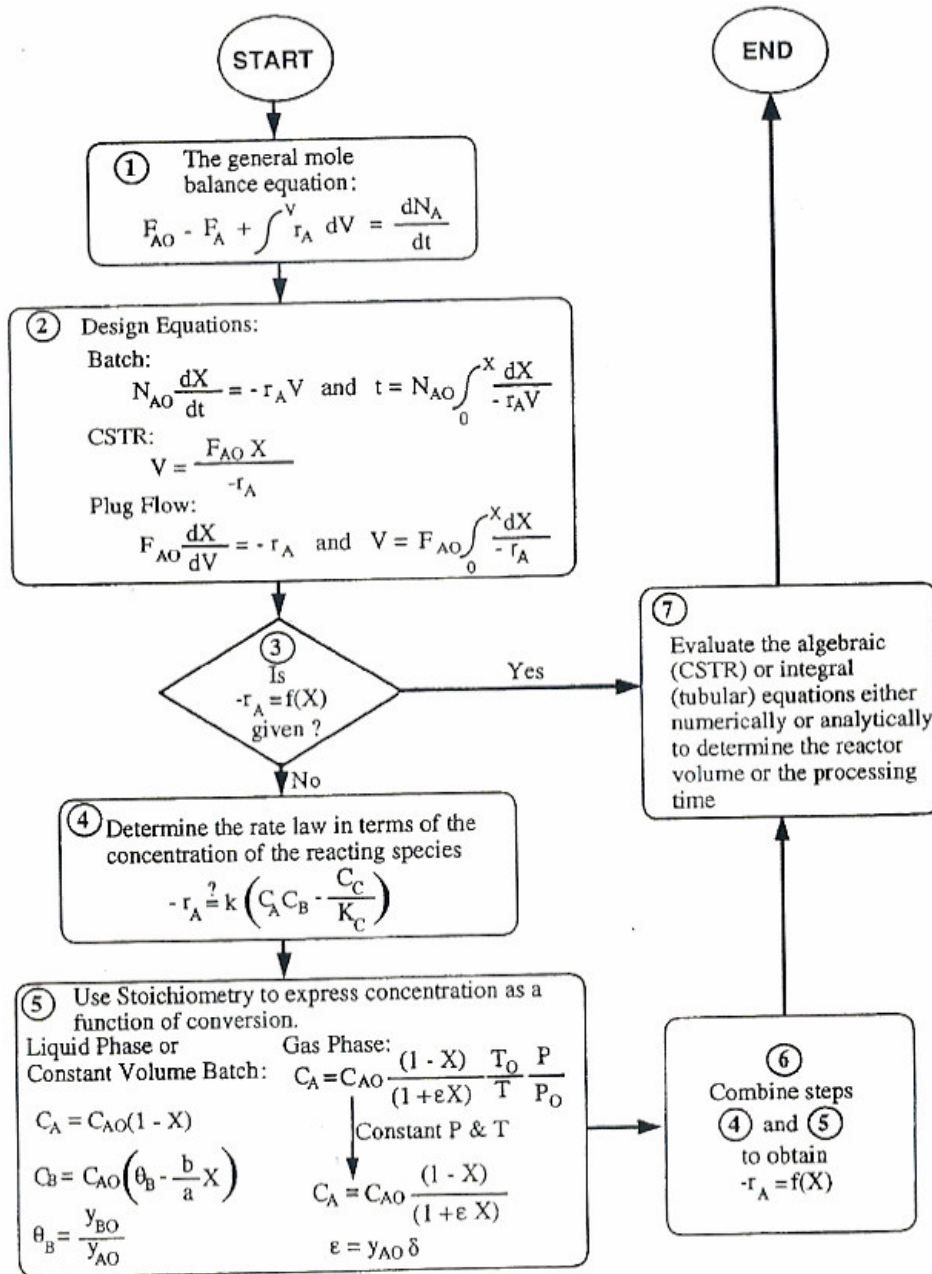 START
① The general mole
balance equation:
F_AO - F_A + ∫^V r_A dV = dN_A/dt
② Design Equations:
Batch:
N_AO dX/dt = - r_A V and t = N_AO ∫_0^X dX/(- r_A V)
CSTR:
V = F_AO X/(-r_A)
Plug Flow:
F_AO dX/dV = - r_A and V = F_AO ∫_0^X dX/(- r_A)
③
Is
-r_A = f(X)
given ?
Yes
No
④ Determine the rate law in terms of the
concentration of the reacting species
- r_A ≟ k (C_A C_B - C_C/K_C)
⑤ Use Stoichiometry to express concentration as a
function of conversion.
Liquid Phase or
Constant Volume Batch:
C_A = C_AO(1 - X)
C_B = C_AO(θ_B - b/a X)
θ_B = y_BO/y_AO
Gas Phase:
C_A = C_AO (1 - X)/(1 + εX) T_O/T P/P_O
Constant P & T
C_A = C_AO (1 - X)/(1 + ε X)
ε = y_AO δ
⑥
Combine steps
④ and ⑤
to obtain
-r_A = f(X)
⑦
Evaluate the algebraic
(CSTR) or integral
(tubular) equations either
numerically or analytically
to determine the reactor
volume or the processing
time
END